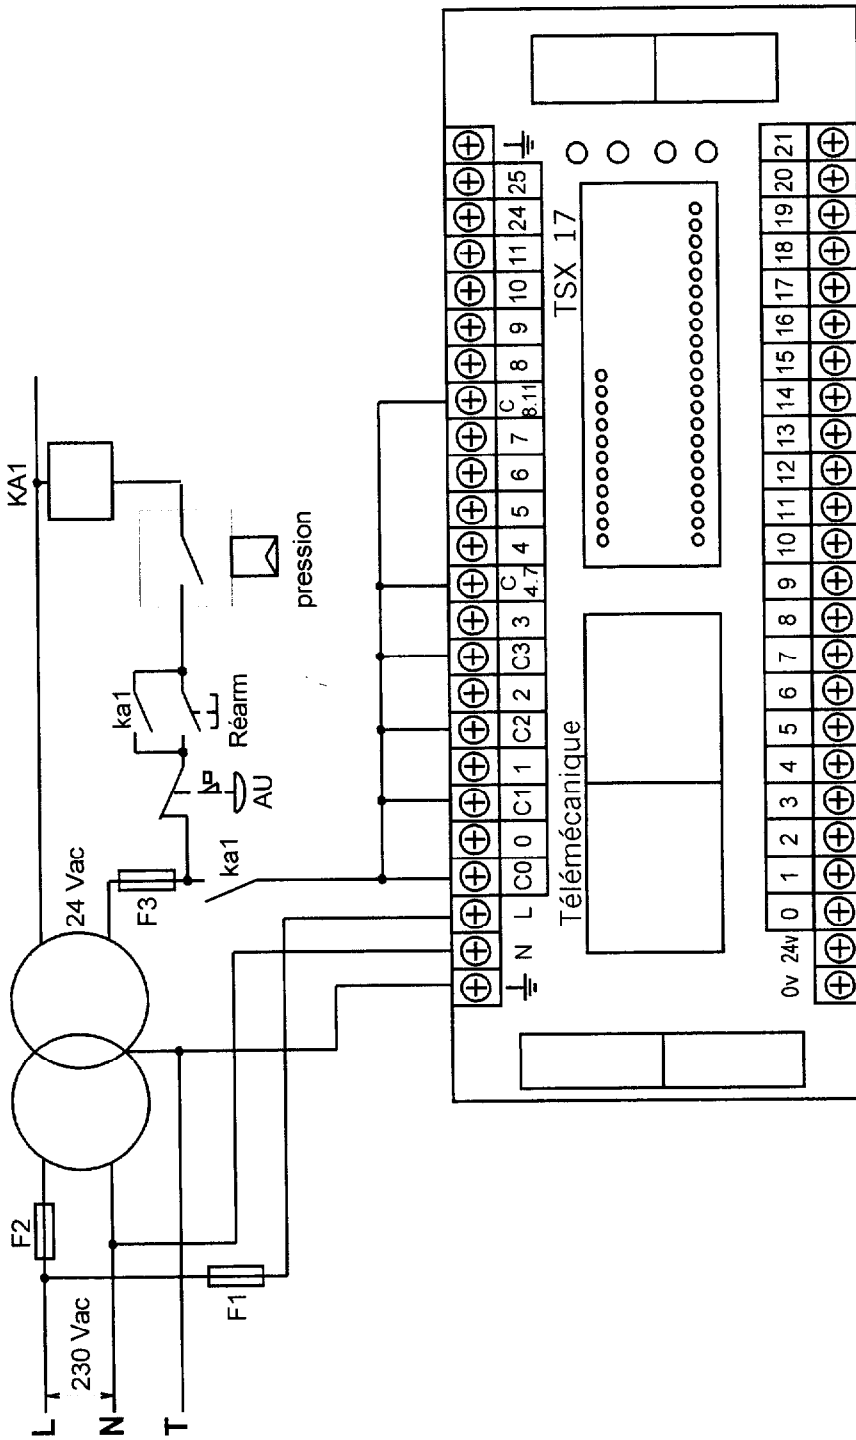 L
N
T
230 Vac
F2
F1
24 Vac
F3
ka1
AU
ka1
Réarm
pression
KA1
N L C0 0 C1 1 C2 2 C3 3 C 4.7 4 5 6 7 C 8.11 8 9 10 11 24 25
Télémécanique
TSX 17
0v 24v 0 1 2 3 4 5 6 7 8 9 10 11 12 13 14 15 16 17 18 19 20 21